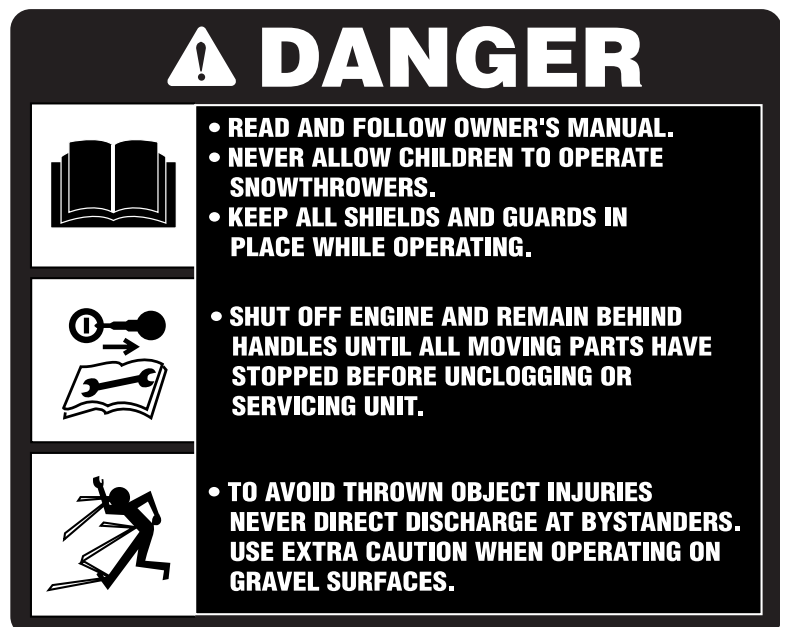 DANGER
• READ AND FOLLOW OWNER'S MANUAL.
• NEVER ALLOW CHILDREN TO OPERATE
SNOWTHROWERS.
• KEEP ALL SHIELDS AND GUARDS IN
PLACE WHILE OPERATING.
• SHUT OFF ENGINE AND REMAIN BEHIND
HANDLES UNTIL ALL MOVING PARTS HAVE
STOPPED BEFORE UNCLOGGING OR
SERVICING UNIT.
• TO AVOID THROWN OBJECT INJURIES
NEVER DIRECT DISCHARGE AT BYSTANDERS.
USE EXTRA CAUTION WHEN OPERATING ON
GRAVEL SURFACES.